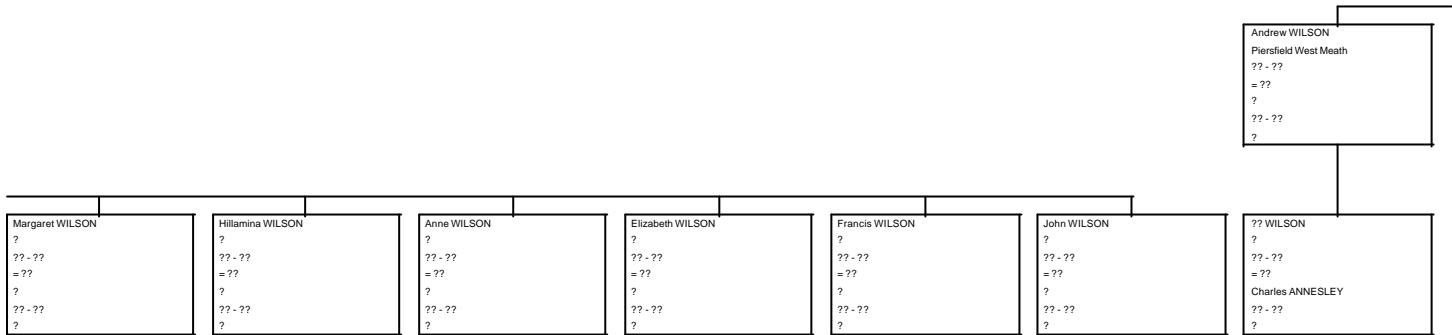 Andrew WILSON
Piersfield West Meath
?? - ??
= ??
?
?? - ??
?
Margaret WILSON
?
?? - ??
= ??
?
?? - ??
?
Hillamina WILSON
?
?? - ??
= ??
?
?? - ??
?
Anne WILSON
?
?? - ??
= ??
?
?? - ??
?
Elizabeth WILSON
?
?? - ??
= ??
?
?? - ??
?
Francis WILSON
?
?? - ??
= ??
?
?? - ??
?
John WILSON
?
?? - ??
= ??
?
?? - ??
?
?? WILSON
?
?? - ??
= ??
Charles ANNESLEY
?? - ??
?